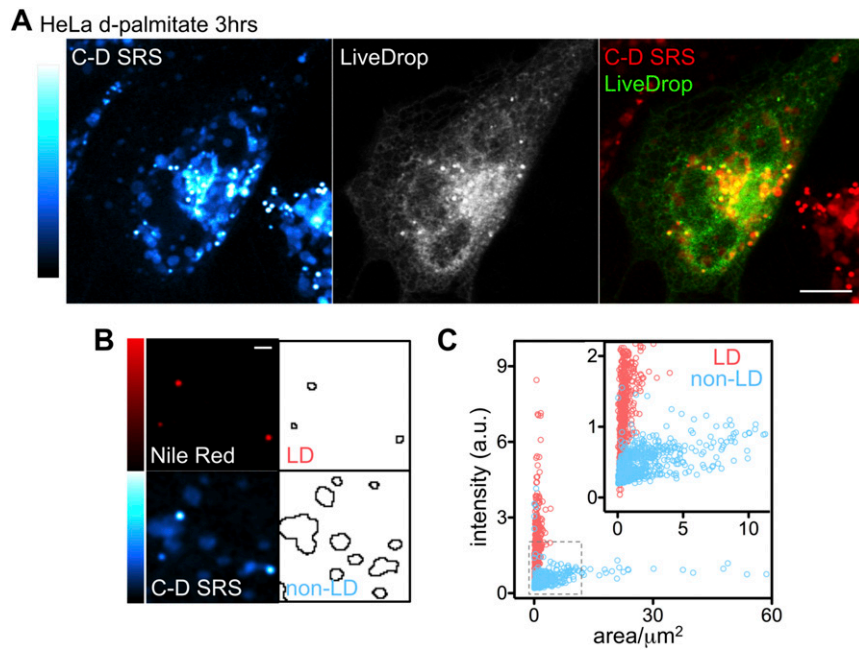 A HeLa d-palmitate 3hrs
C-D SRS
LiveDrop
C-D SRS
LiveDrop
B
Nile Red
LD
C-D SRS
non-LD
C
intensity (a.u.)
9
6
3
0
0
30
60
area/μm²
2
1
0
0
5
10
LD
non-LD